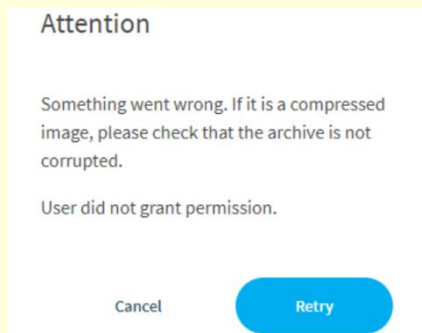 Attention
Something went wrong. If it is a compressed
image, please check that the archive is not
corrupted.
User did not grant permission.
Cancel
Retry